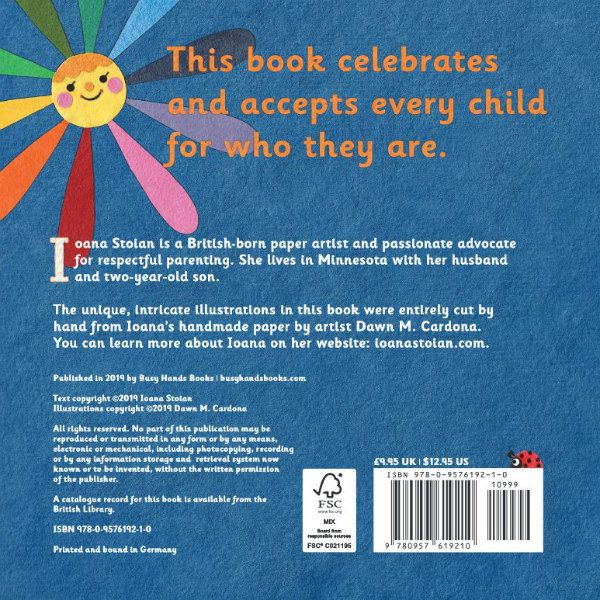 This book celebrates
and accepts every child
for who they are.
Ioana Stoian is a British-born paper artist and passionate advocate
for respectful parenting. She lives in Minnesota with her husband
and two-year-old son.
The unique, intricate illustrations in this book were entirely cut by
hand from Ioana's handmade paper by artist Dawn M. Cardona.
You can learn more about Ioana on her website: ioanastoian.com.
Published in 2019 by Busy Hands Books | busyhandsbooks.com
Text copyright ©2019 Ioana Stoian
Illustrations copyright ©2019 Dawn M. Cardona
All rights reserved. No part of this publication may be
reproduced or transmitted in any form or by any means,
electronic or mechanical, including photocopying, recording
or by any information storage and retrieval system now
known or to be invented, without the written permission
of the publisher.
A catalogue record for this book is available from the
British Library.
ISBN 978-0-9576192-1-0
Printed and bound in Germany
FSC
www.fsc.org
MIX
Board from
responsible sources
FSC® C021195
£9.95 UK | $12.95 US
ISBN 978-0-9576192-1-0
10999
9 780957 619210 >